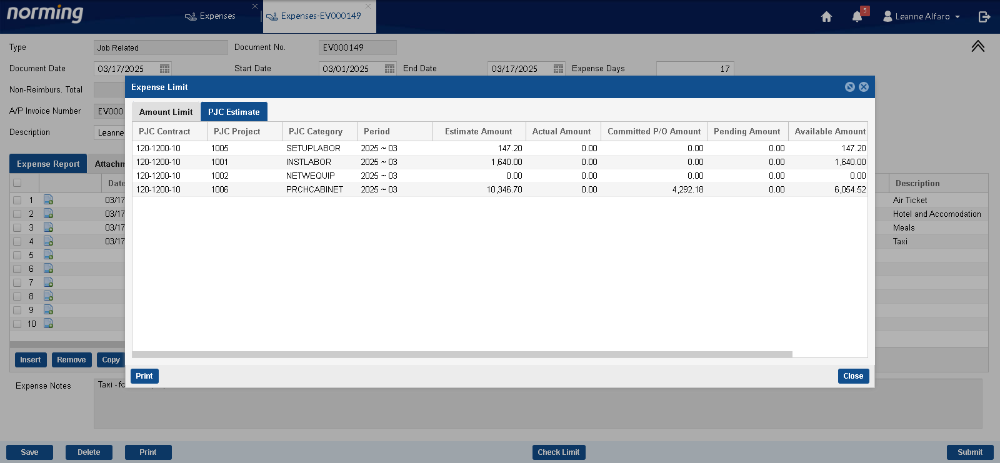 norming
Expenses
Expenses-EV000149
5
Leanne Alfaro
Type
Job Related
Document No.
EV000149
Document Date
03/17/2025
Start Date
03/01/2025
End Date
03/17/2025
Expense Days
17
Non-Reimburs. Total
A/P Invoice Number
EV000
Description
Leanne
Expense Limit
Amount Limit
PJC Estimate
PJC Contract PJC Project PJC Category Period Estimate Amount Actual Amount Committed P/O Amount Pending Amount Available Amount
120-1200-10 1005 SETUPLABOR 2025 ~ 03 147.20 0.00 0.00 0.00 147.20
120-1200-10 1001 INSTLABOR 2025 ~ 03 1,640.00 0.00 0.00 0.00 1,640.00
120-1200-10 1002 NETWEQUIP 2025 ~ 03 0.00 0.00 0.00 0.00 0.00
120-1200-10 1006 PRCHCABINET 2025 ~ 03 10,346.70 0.00 4,292.18 0.00 6,054.52
Print
Close
Expense Report
Attachm
Date
Description
1 03/17 Air Ticket
2 03/17 Hotel and Accomodation
3 03/17 Meals
4 03/17 Taxi
5
6
7
8
9
10
Insert
Remove
Copy
Expense Notes
Taxi - fo
Save
Delete
Print
Check Limit
Submit